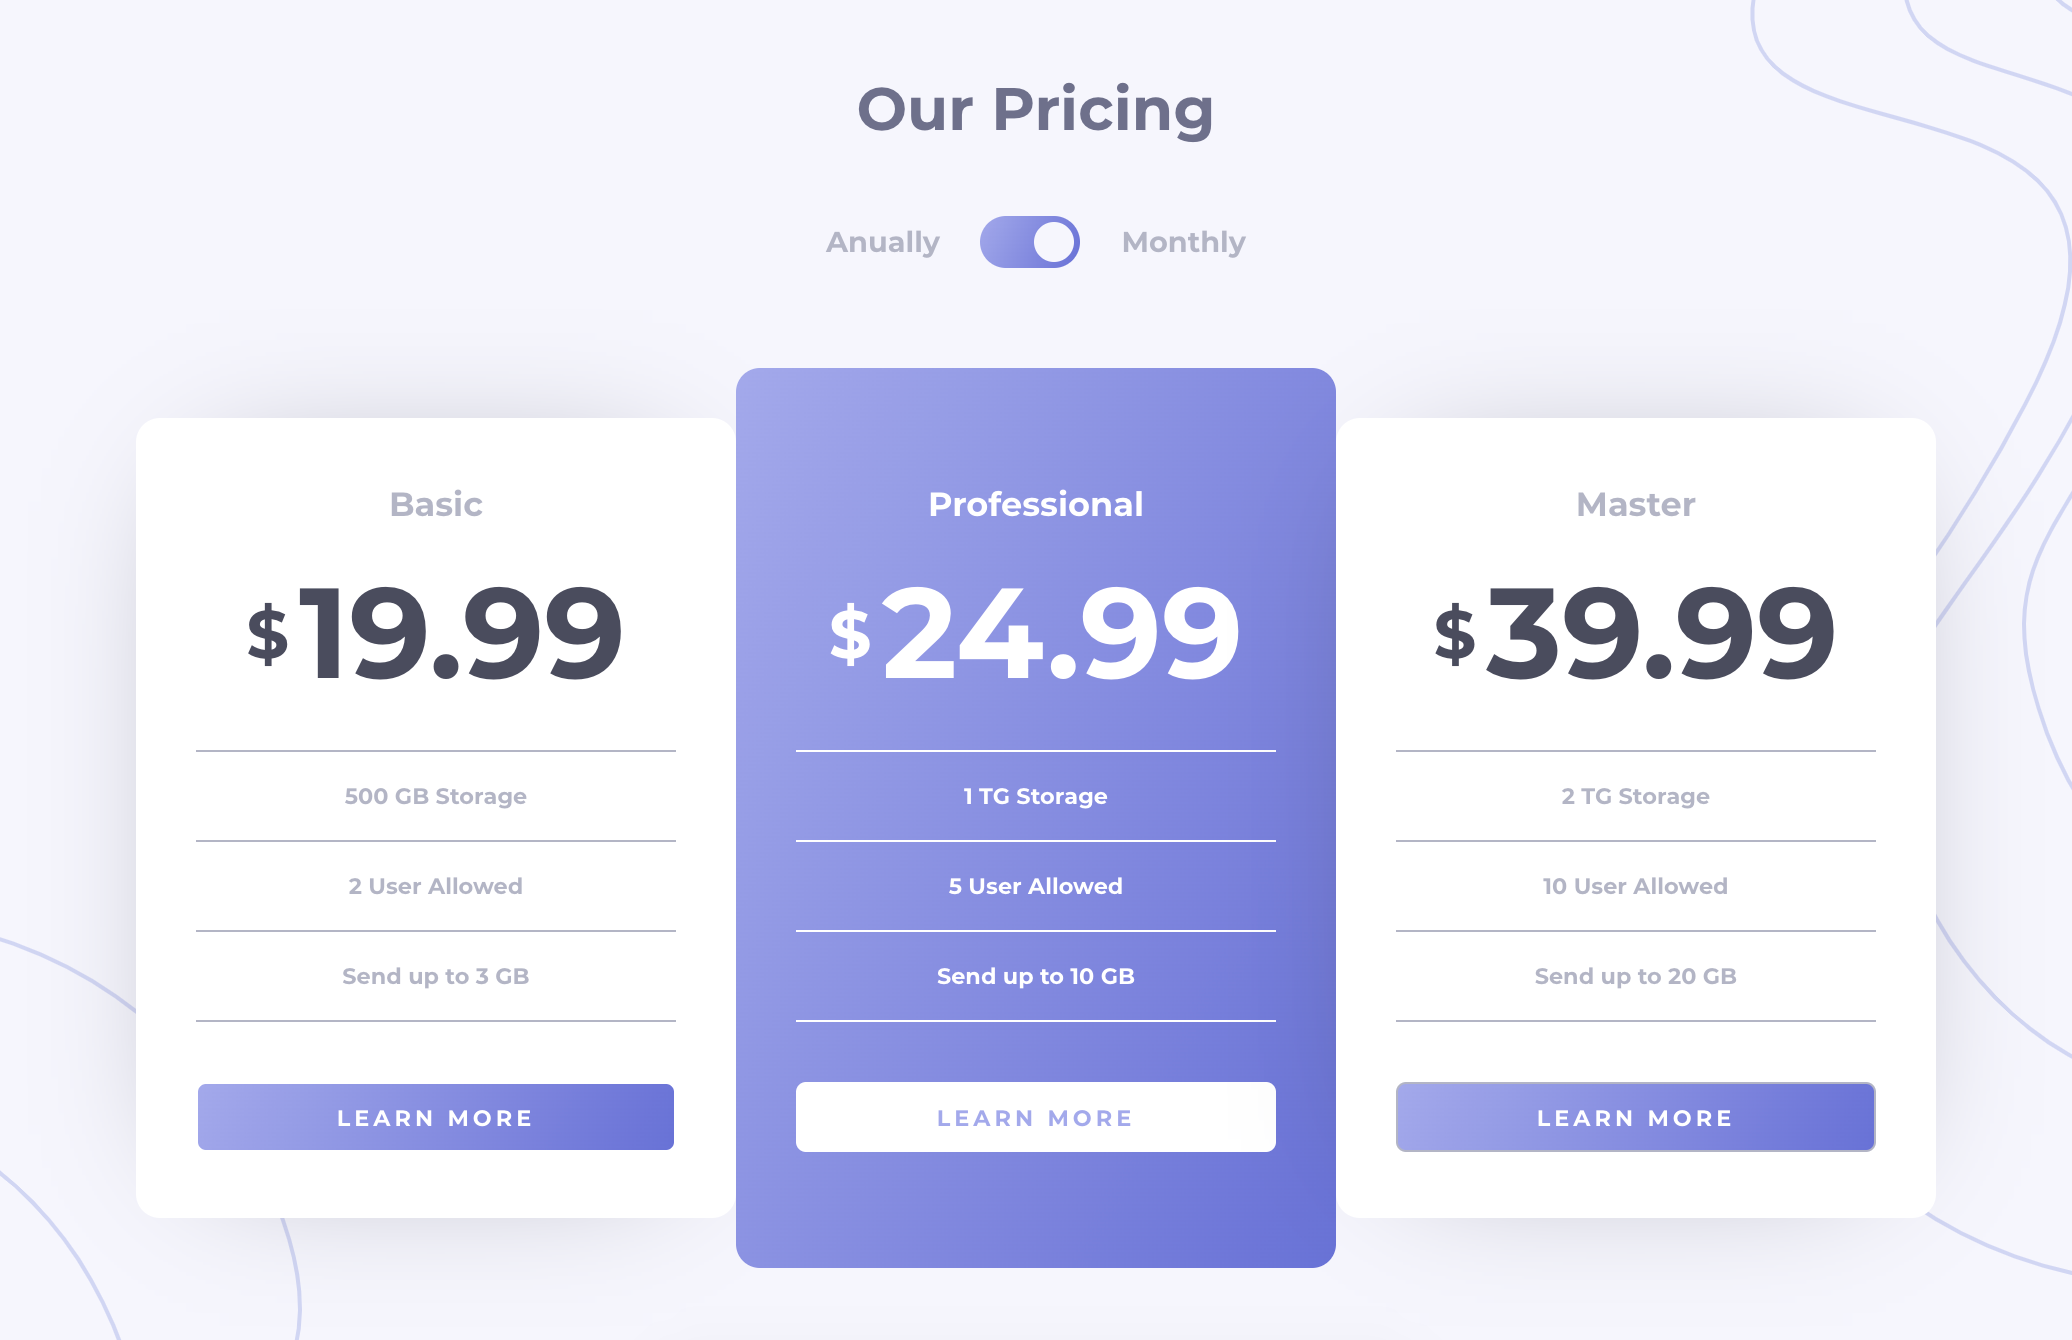 Our Pricing
Anually Monthly
Basic
$19.99
500 GB Storage
2 User Allowed
Send up to 3 GB
LEARN MORE
Professional
$24.99
1 TG Storage
5 User Allowed
Send up to 10 GB
LEARN MORE
Master
$39.99
2 TG Storage
10 User Allowed
Send up to 20 GB
LEARN MORE